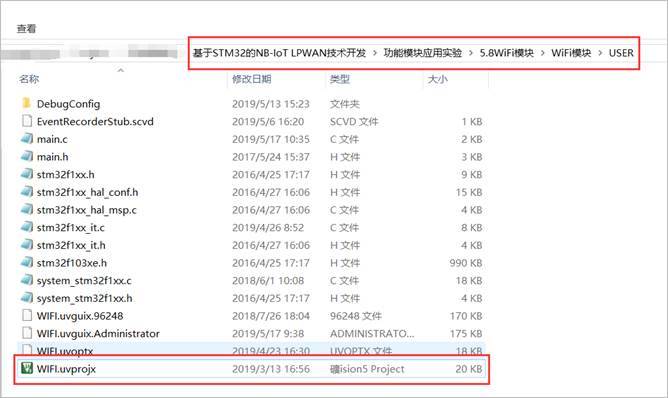 查看
基于STM32的NB-IoT LPWAN技术开发 > 功能模块应用实验 > 5.8WiFi模块 > WiFi模块 > USER
名称 修改日期 类型 大小
DebugConfig 2019/5/13 15:23 文件夹
EventRecorderStub.scvd 2019/5/6 16:20 SCVD 文件 1 KB
main.c 2019/5/17 10:35 C 文件 2 KB
main.h 2017/5/24 15:37 H 文件 3 KB
stm32f1xx.h 2016/4/25 17:17 H 文件 9 KB
stm32f1xx_hal_conf.h 2016/4/27 16:06 H 文件 15 KB
stm32f1xx_hal_msp.c 2016/4/27 16:06 C 文件 4 KB
stm32f1xx_it.c 2019/4/26 8:52 C 文件 8 KB
stm32f1xx_it.h 2016/4/27 16:06 H 文件 3 KB
stm32f103xe.h 2016/4/25 17:17 H 文件 990 KB
system_stm32f1xx.c 2018/6/1 10:08 C 文件 18 KB
system_stm32f1xx.h 2016/4/25 17:17 H 文件 4 KB
WIFI.uvguix.96248 2018/7/26 18:04 96248 文件 170 KB
WIFI.uvguix.Administrator 2019/5/17 9:38 ADMINISTRATO... 175 KB
WIFI.uvoptx 2019/4/23 16:30 UVOPTX 文件 18 KB
WIFI.uvprojx 2019/3/13 16:56 礦ision5 Project 20 KB